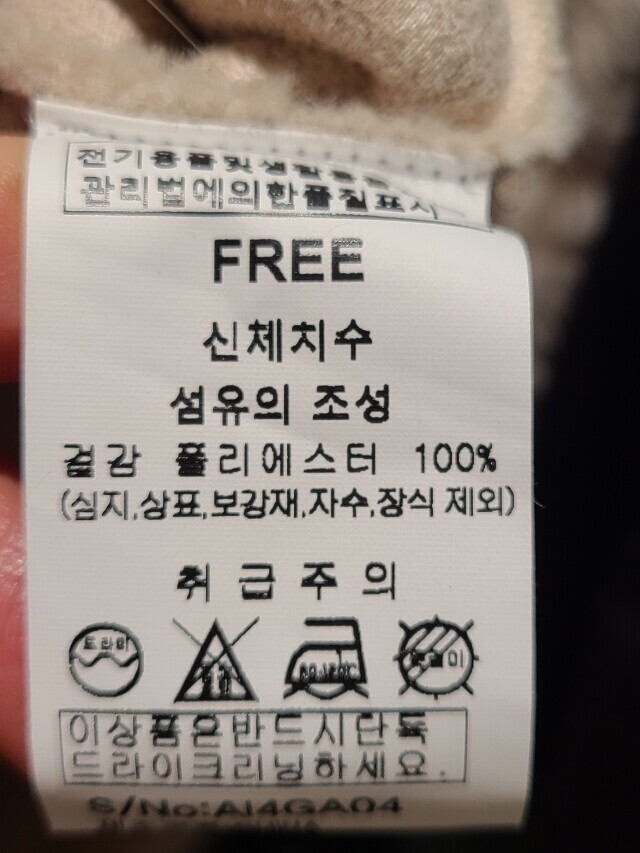 전기용품및생활용품
관리법에의한품질표시
FREE
신체치수
섬유의 조성
겉감 폴리에스터 100%
(심지,상표,보강재,자수,장식 제외)
취 급 주 의
드라이
이상품은반드시단독
드라이크리닝하세요.
S/No:AI4GA04